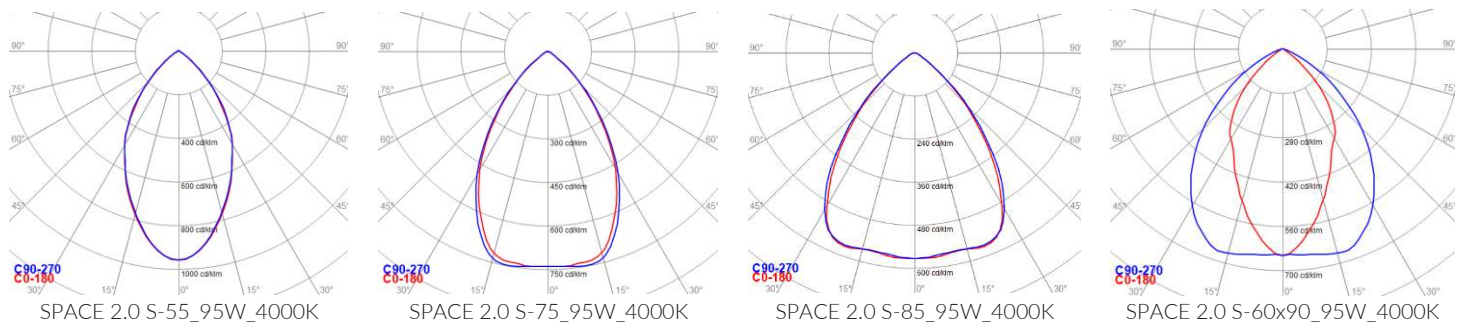 90° 90°
75° 75°
60° 60°
45° 45°
400 cd/klm
600 cd/klm
800 cd/klm
1000 cd/klm
C90-270
C0-180
30° 15° 0° 15° 30°
SPACE 2.0 S-55_95W_4000K
90° 90°
75° 75°
60° 60°
45° 45°
300 cd/klm
450 cd/klm
600 cd/klm
750 cd/klm
C90-270
C0-180
30° 15° 0° 15° 30°
SPACE 2.0 S-75_95W_4000K
90° 90°
75° 75°
60° 60°
45° 45°
240 cd/klm
360 cd/klm
480 cd/klm
600 cd/klm
C90-270
C0-180
30° 15° 0° 15° 30°
SPACE 2.0 S-85_95W_4000K
90° 90°
75° 75°
60° 60°
45° 45°
280 cd/klm
420 cd/klm
560 cd/klm
700 cd/klm
C90-270
C0-180
30° 15° 0° 15° 30°
SPACE 2.0 S-60x90_95W_4000K